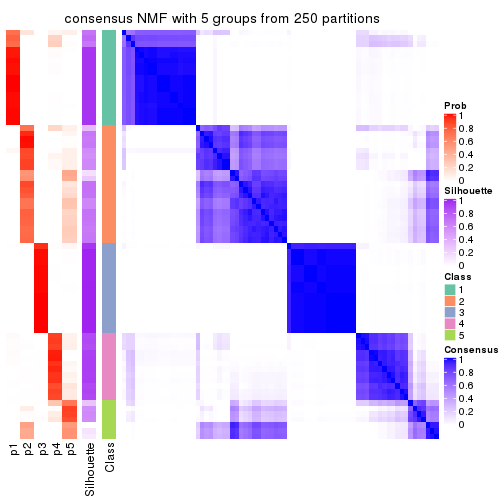 consensus NMF with 5 groups from 250 partitions
Prob
1
0.8
0.6
0.4
0.2
0
Silhouette
1
0.8
0.6
0.4
0.2
0
Class
1
2
3
4
5
Consensus
1
0.8
0.6
0.4
0.2
0
p1
p2
p3
p4
p5
Silhouette
Class